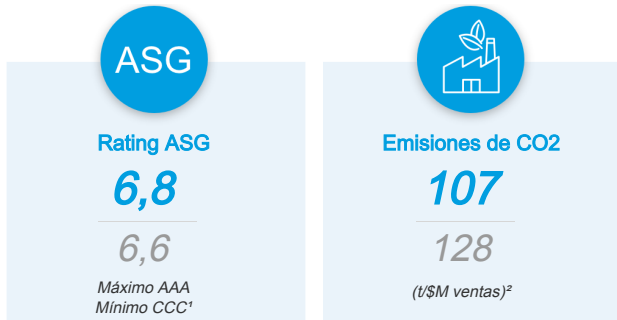 ASG
Rating ASG
6,8
6,6
Máximo AAA
Mínimo CCC¹
Emisiones de CO2
107
128
(t/$M ventas)²